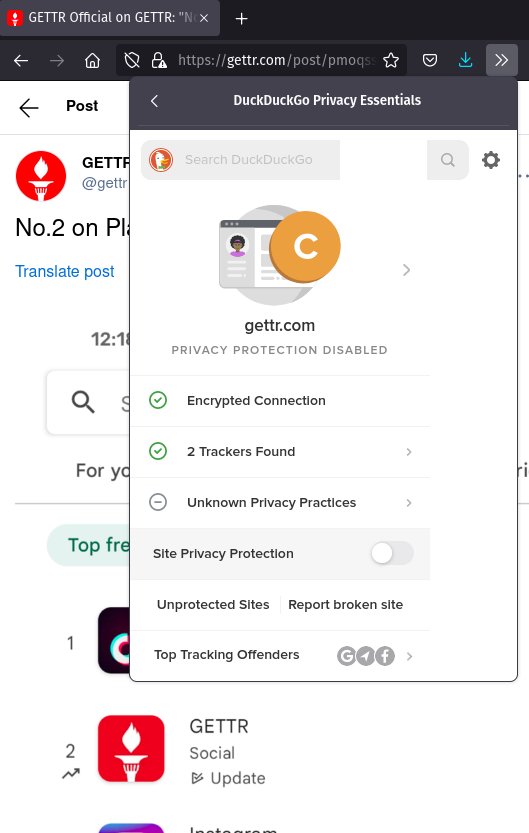 GETTR Official on GETTR: "N
https://gettr.com/post/pmoqss
Post
DuckDuckGo Privacy Essentials
Search DuckDuckGo
GETTR
@gettr
No.2 on Pla
Translate post
C
gettr.com
PRIVACY PROTECTION DISABLED
12:18
Encrypted Connection
2 Trackers Found
For yo
Unknown Privacy Practices
Top fre
Site Privacy Protection
Unprotected Sites
Report broken site
1
Top Tracking Offenders
2
GETTR
Social
Update
Instagram